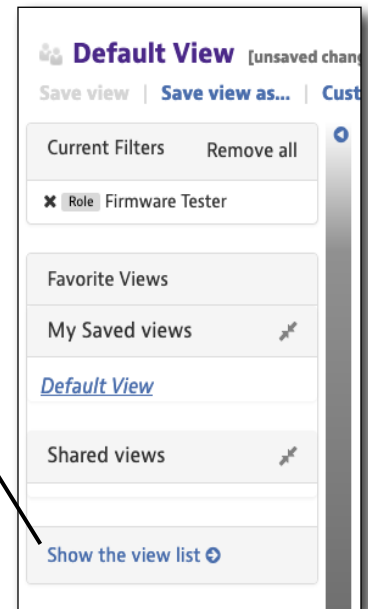 Default View [unsaved chan
Save view | Save view as... | Cust
Current Filters Remove all
Role Firmware Tester
Favorite Views
My Saved views
Default View
Shared views
Show the view list